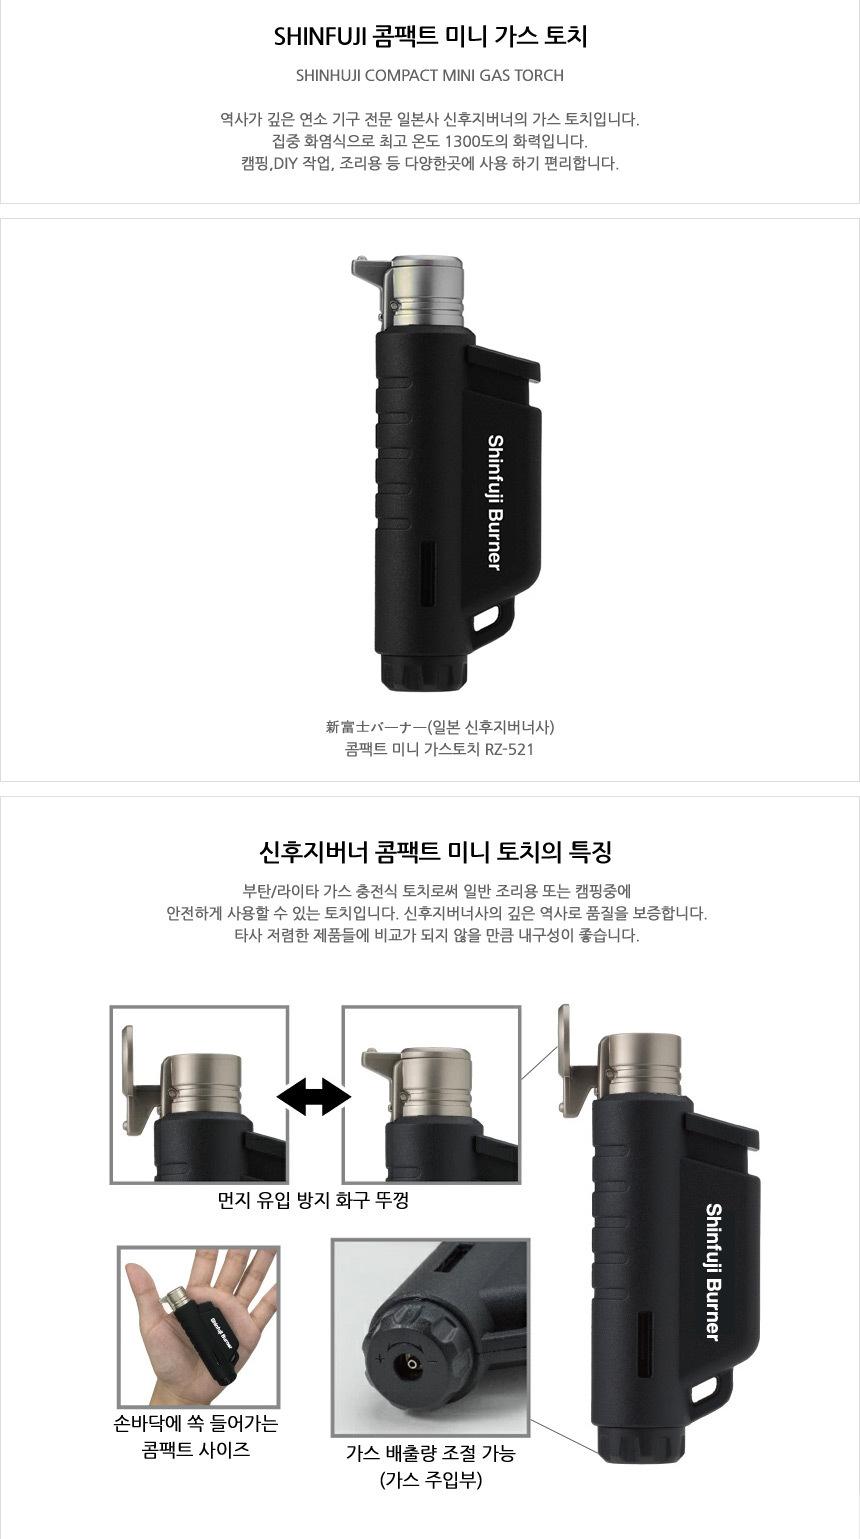 SHINFUJI 콤팩트 미니 가스 토치
SHINHUJI COMPACT MINI GAS TORCH
역사가 깊은 연소 기구 전문 일본사 신후지버너의 가스 토치입니다.
집중 화염식으로 최고 온도 1300도의 화력입니다.
캠핑,DIY 작업, 조리용 등 다양한곳에 사용 하기 편리합니다.
Shinfuji Burner
新富士バーナー(일본 신후지버너사)
콤팩트 미니 가스토치 RZ-521
신후지버너 콤팩트 미니 토치의 특징
부탄/라이타 가스 충전식 토치로써 일반 조리용 또는 캠핑중에
안전하게 사용할 수 있는 토치입니다. 신후지버너사의 깊은 역사로 품질을 보증합니다.
타사 저렴한 제품들에 비교가 되지 않을 만큼 내구성이 좋습니다.
먼지 유입 방지 화구 뚜껑
Shinfuji Burner
Shinfuji Burner
+ -
손바닥에 쏙 들어가는
콤팩트 사이즈
가스 배출량 조절 가능
(가스 주입부)